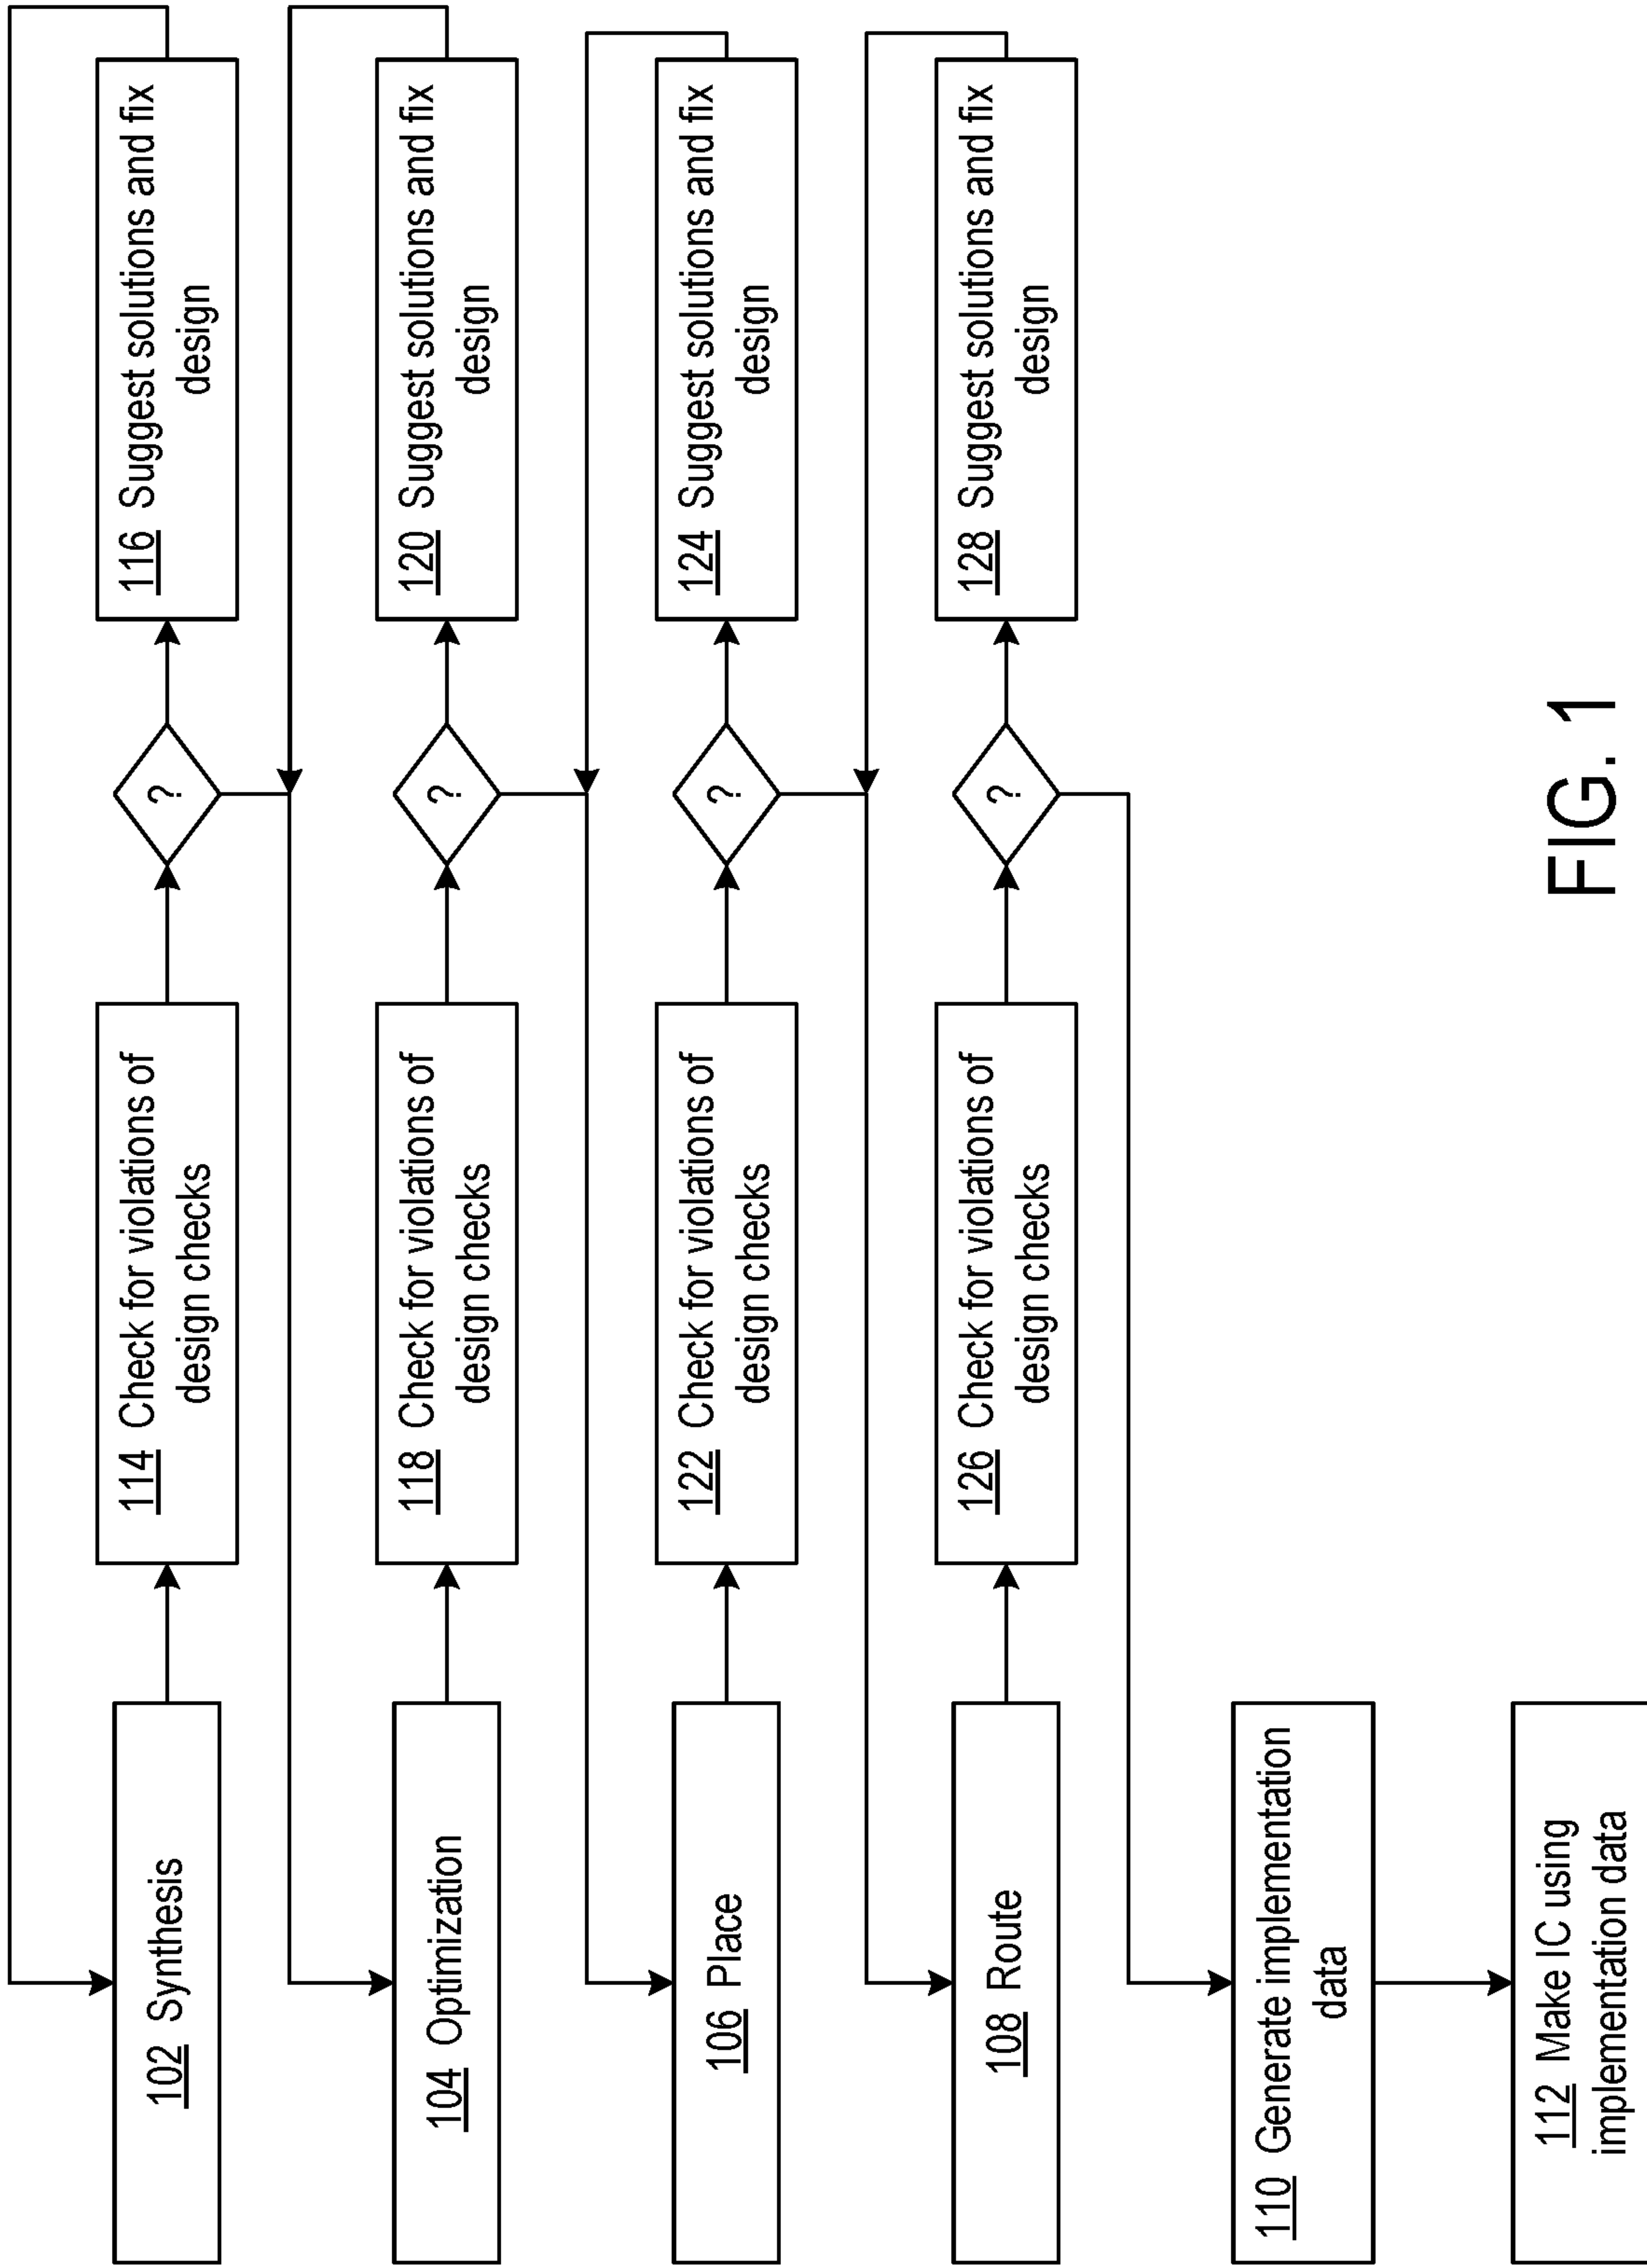 102 Synthesis
114 Check for violations of
design checks
?
116 Suggest solutions and fix
design
104 Optimization
118 Check for violations of
design checks
?
120 Suggest solutions and fix
design
106 Place
122 Check for violations of
design checks
?
124 Suggest solutions and fix
design
108 Route
126 Check for violations of
design checks
?
128 Suggest solutions and fix
design
110 Generate implementation
data
112 Make IC using
implementation data
FIG. 1